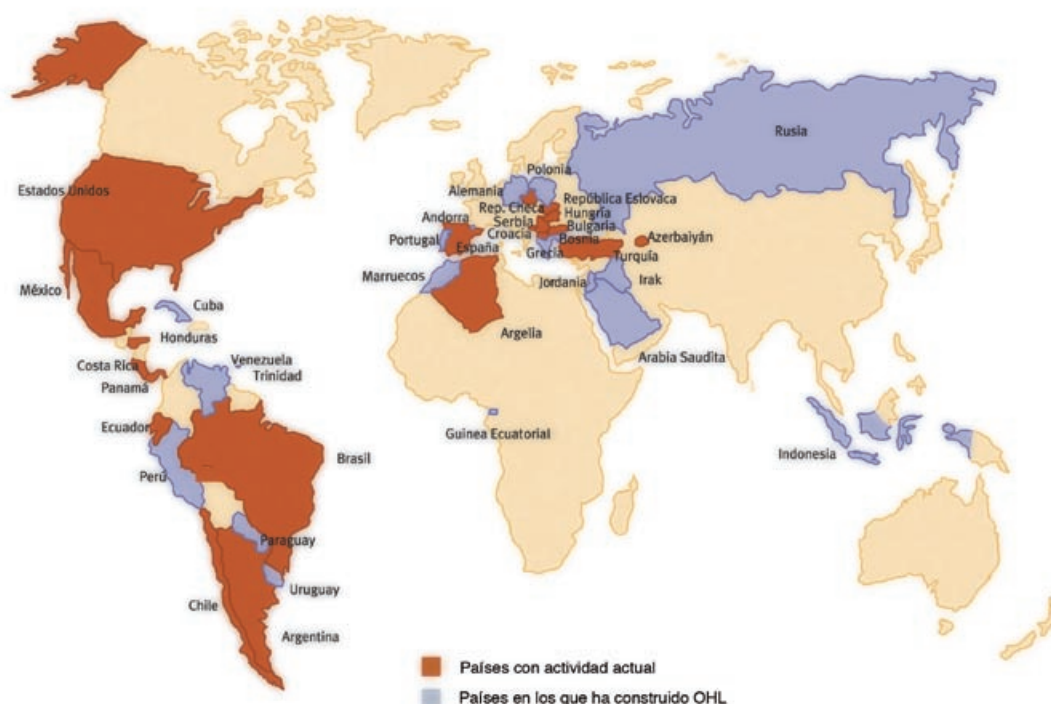 Rusia
Polonia
Alemania
República Eslovaca
Estados Unidos
Rep. Checa
Hungría
Andorra
Serbia
Bulgaria
Croacia
Bosnia
Azerbaiyán
Portugal
España
Grecia
Turquía
Marruecos
Jordania
Irak
México
Cuba
Argelia
Honduras
Arabia Saudita
Costa Rica
Venezuela
Trinidad
Panamá
Ecuador
Guinea Ecuatorial
Brasil
Indonesia
Perú
Paraguay
Uruguay
Chile
Argentina
Países con actividad actual
Países en los que ha construido OHL